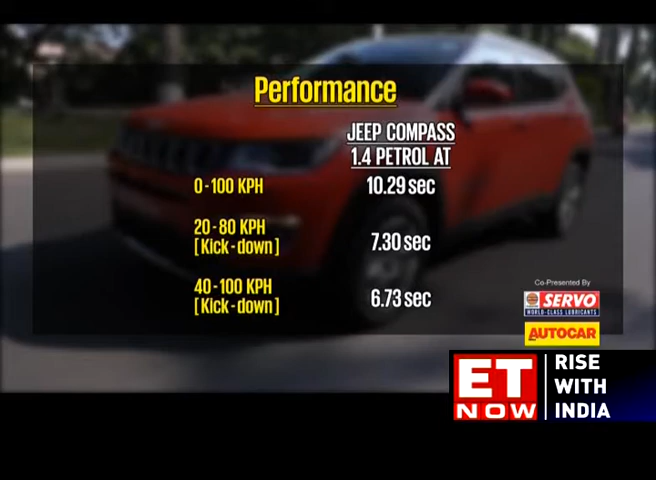 Performance
JEEP COMPASS
1.4 PETROL AT
0-100 KPH
10.29 sec
20-80 KPH
[Kick-down]
7.30 sec
40-100 KPH
[Kick-down]
6.73 sec
Co-Presented By
SERVO
WORLD-CLASS LUBRICANTS
AUTOCAR
ET
NOW
RISE
WITH
INDIA